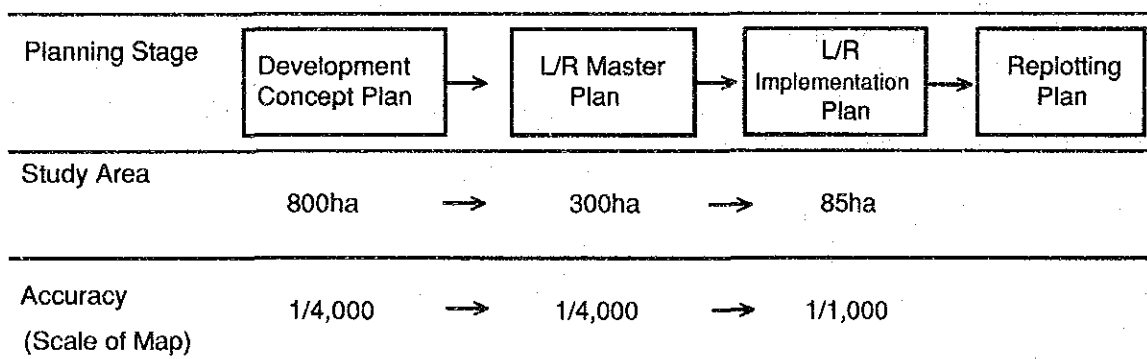 Planning Stage
Development
Concept Plan
→
L/R Master
Plan
→
L/R
Implementation
Plan
→
Replotting
Plan
Study Area
800ha → 300ha → 85ha
Accuracy
(Scale of Map)
1/4,000 → 1/4,000 → 1/1,000